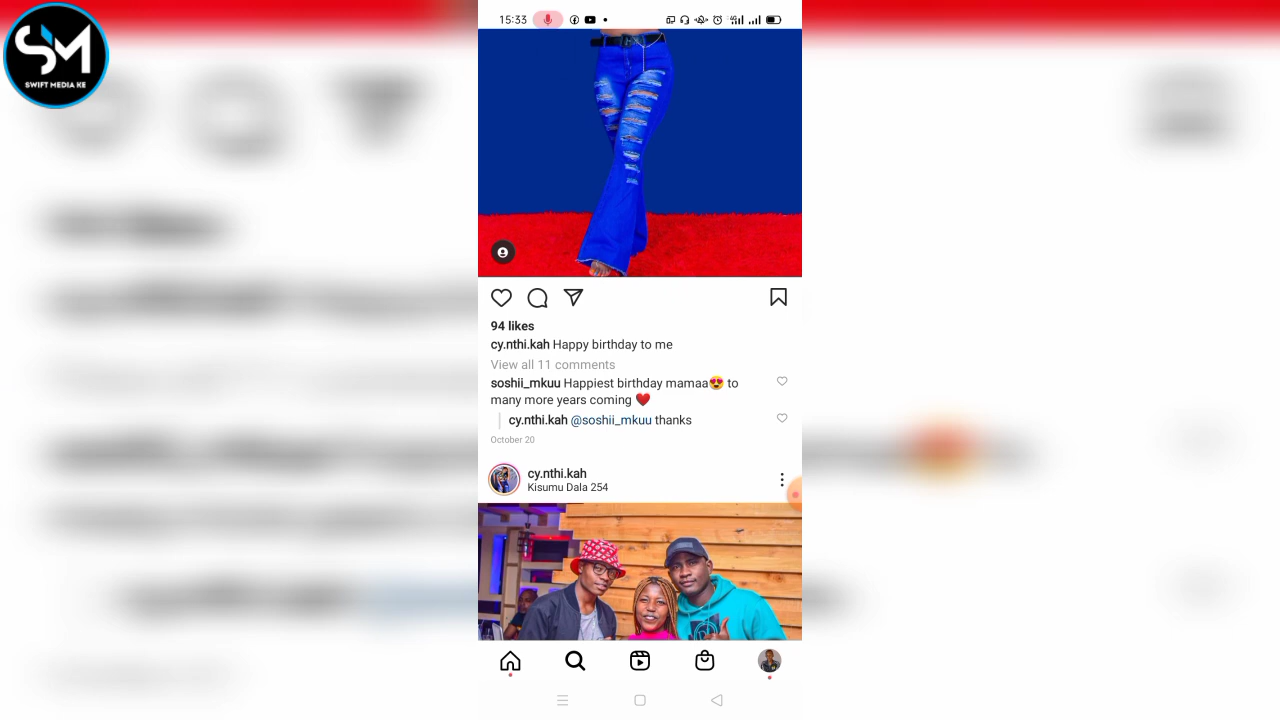 SM
SWIFT MEDIA KE
15:33
94 likes
cy.nthi.kah Happy birthday to me
View all 11 comments
soshii_mkuu Happiest birthday mamaa😍 to
many more years coming ❤️
cy.nthi.kah @soshii_mkuu thanks
October 20
cy.nthi.kah
Kisumu Dala 254